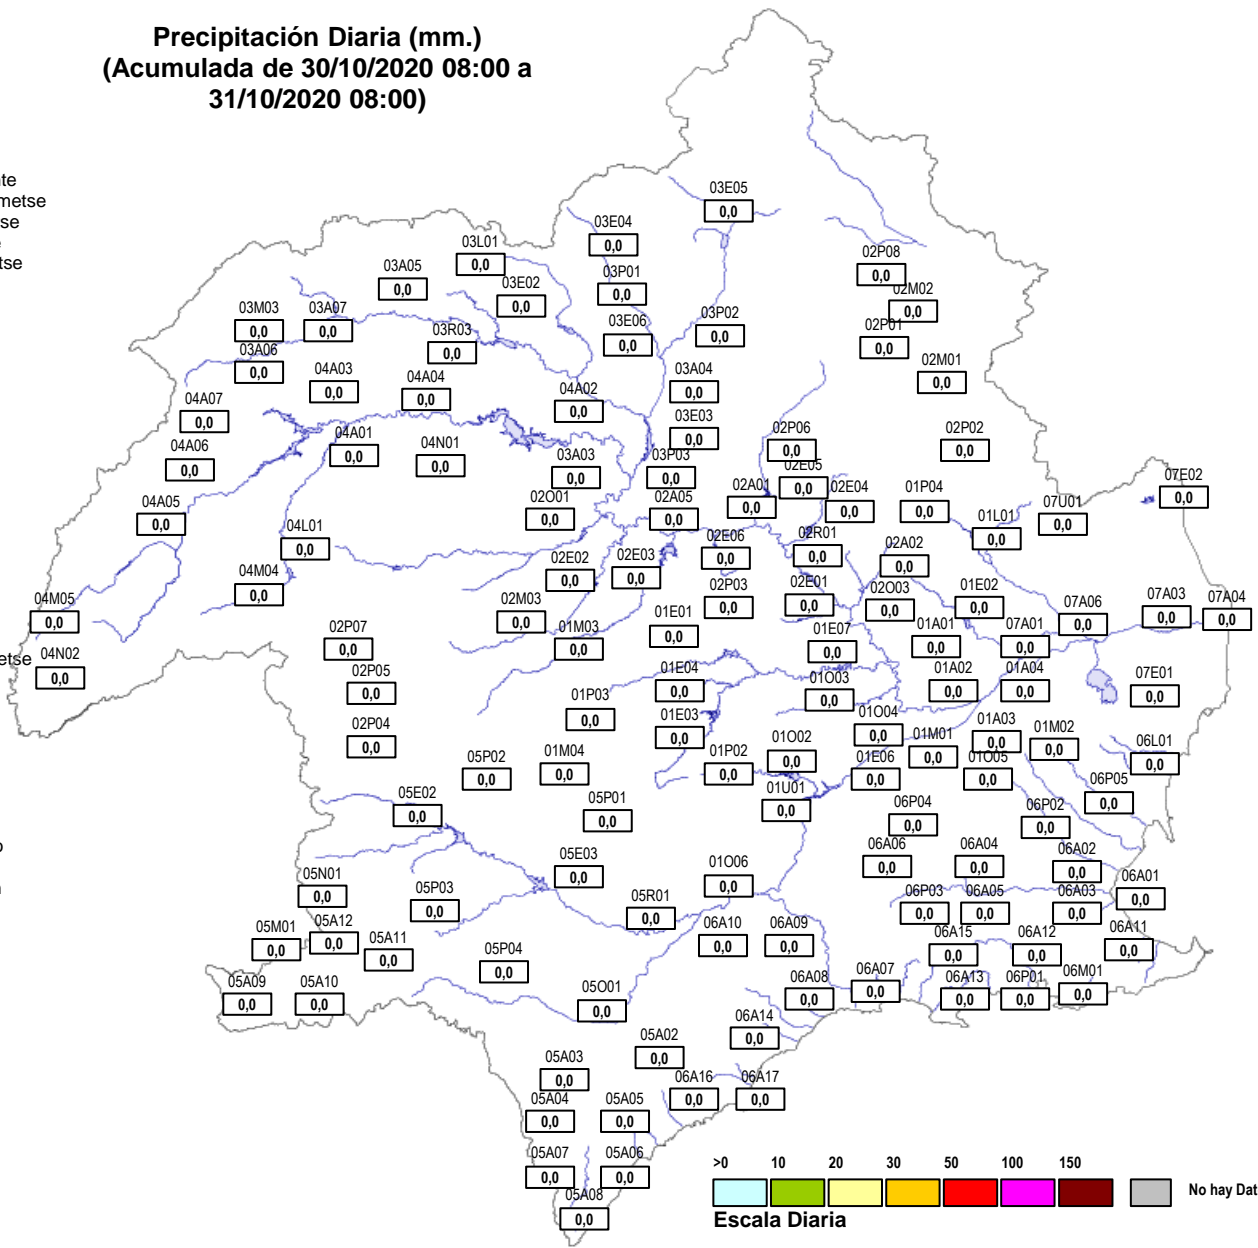 Precipitación Diaria (mm.)
(Acumulada de 30/10/2020 08:00 a
31/10/2020 08:00)
te
metse
se
tse
etse
03E05
0,0
03E04
0,0
03L01
0,0
02P08
0,0
03A05
0,0
03P01
0,0
03E02
0,0
02M02
0,0
03M03
0,0
03A07
0,0
03P02
0,0
03E06
0,0
03R03
0,0
02P01
0,0
03A06
0,0
02M01
0,0
04A03
0,0
04A04
0,0
03A04
0,0
04A02
0,0
04A07
0,0
03E03
0,0
02P06
0,0
02P02
0,0
04A01
0,0
04N01
0,0
04A06
0,0
03A03
0,0
03P03
0,0
02E05
0,0
07E02
0,0
02A01
0,0
02E04
0,0
01P04
0,0
04A05
0,0
02O01
0,0
02A05
0,0
07U01
0,0
01L01
0,0
04L01
0,0
02E06
0,0
02R01
0,0
02A02
0,0
02E02
0,0
02E03
0,0
04M04
0,0
02P03
0,0
02E01
0,0
02O03
0,0
01E02
0,0
04M05
0,0
02M03
0,0
07A06
0,0
07A03
0,0
07A04
0,0
01E01
0,0
02P07
0,0
01M03
0,0
01E07
0,0
01A01
0,0
07A01
0,0
04N02
0,0
02P05
0,0
01E04
0,0
01O03
0,0
01A02
0,0
01A04
0,0
07E01
0,0
01P03
0,0
02P04
0,0
01E03
0,0
01O04
0,0
01A03
0,0
01M02
0,0
05P02
0,0
01M04
0,0
01P02
0,0
01O02
0,0
01M01
0,0
01E06
0,0
01O05
0,0
06L01
0,0
05E02
0,0
05P01
0,0
01U01
0,0
06P04
0,0
06P02
0,0
06P05
0,0
05E03
0,0
01O06
0,0
06A06
0,0
06A04
0,0
06A02
0,0
05N01
0,0
05P03
0,0
05R01
0,0
06P03
0,0
06A05
0,0
06A03
0,0
06A01
0,0
05M01
0,0
05A12
0,0
05A11
0,0
05P04
0,0
06A10
0,0
06A09
0,0
06A15
0,0
06A12
0,0
06A11
0,0
05A09
0,0
05A10
0,0
05O01
0,0
06A08
0,0
06A07
0,0
06A13
0,0
06P01
0,0
06M01
0,0
05A02
0,0
06A14
0,0
05A03
0,0
06A16
0,0
06A17
0,0
05A04
0,0
05A05
0,0
05A07
0,0
05A06
0,0
05A08
0,0
>0 10 20 30 50 100 150
No hay Dat
Escala Diaria